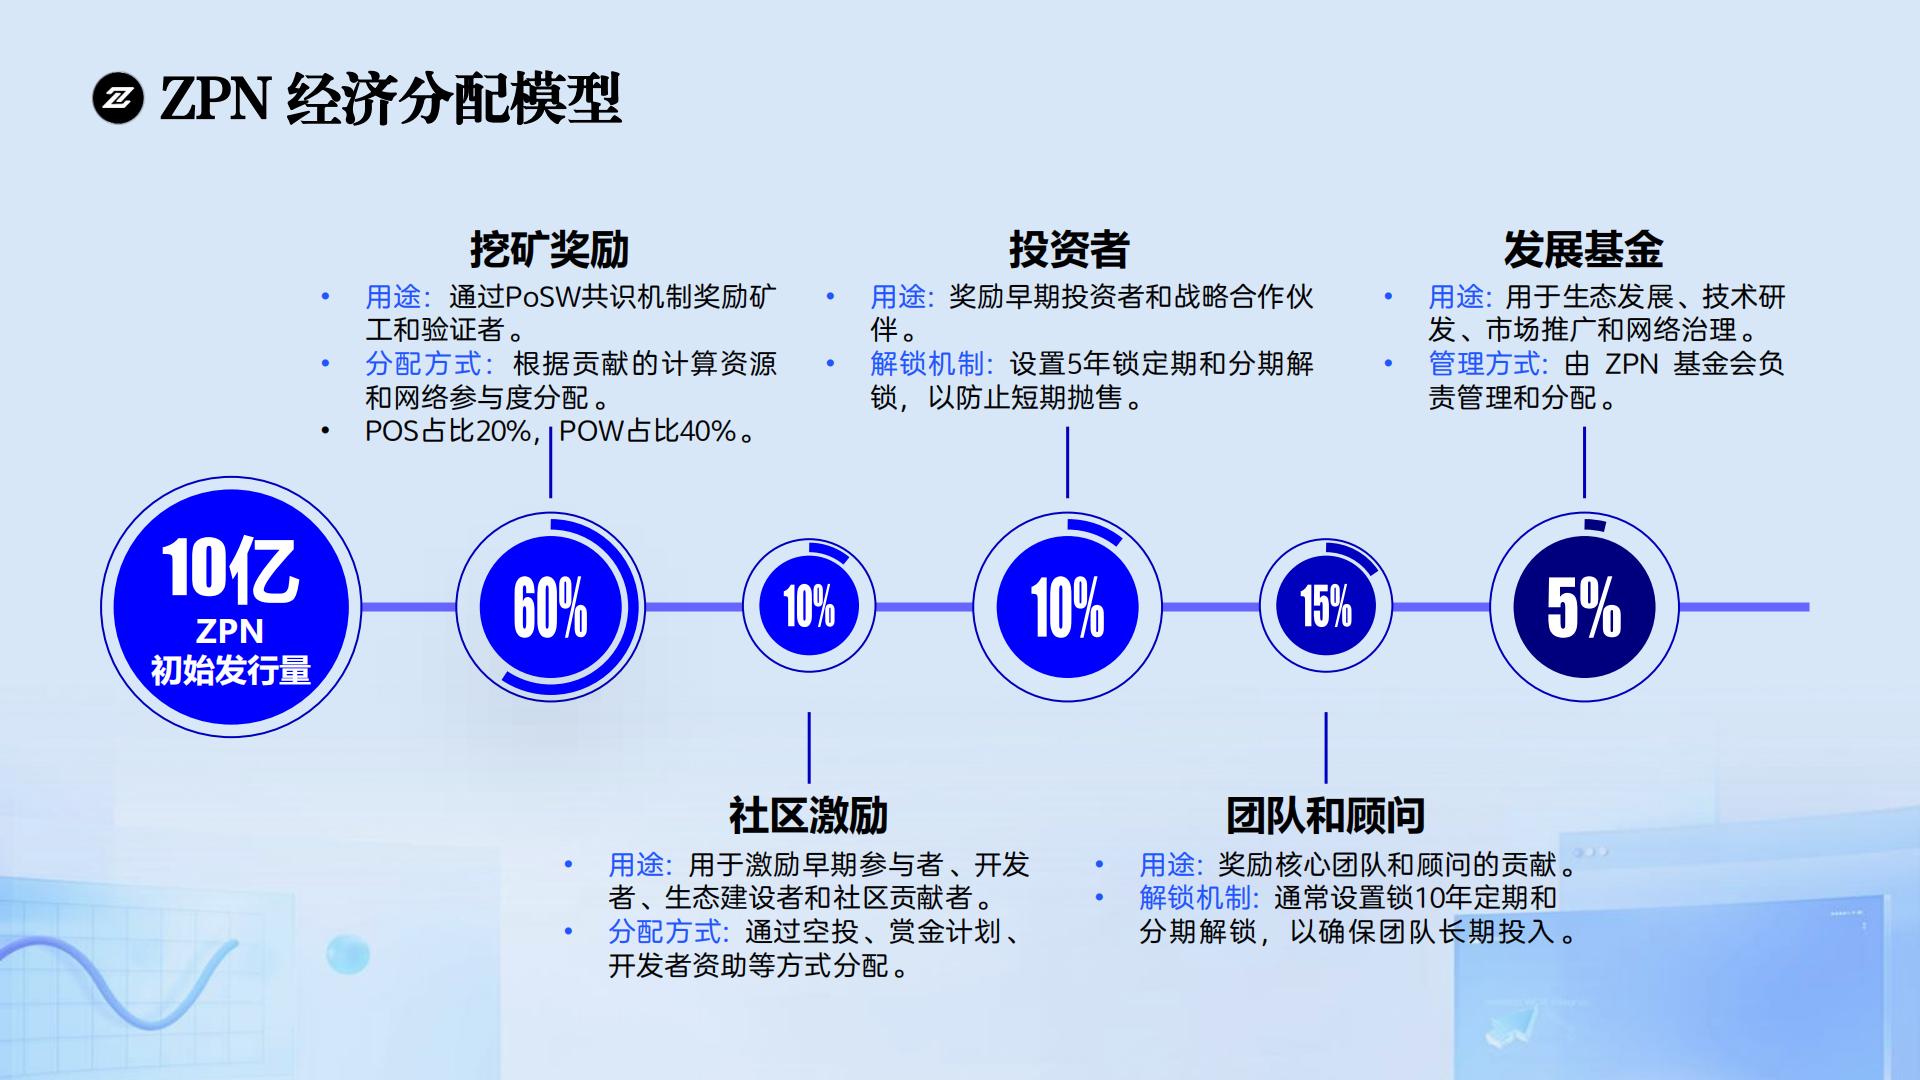 ZPN 经济分配模型
挖矿奖励
• 用途：通过PoSW共识机制奖励矿
工和验证者。
• 分配方式：根据贡献的计算资源
和网络参与度分配。
• POS占比20%，POW占比40%。
投资者
• 用途：奖励早期投资者和战略合作伙
伴。
• 解锁机制：设置5年锁定期和分期解
锁，以防止短期抛售。
发展基金
• 用途：用于生态发展、技术研
发、市场推广和网络治理。
• 管理方式：由 ZPN 基金会负
责管理和分配。
10亿
ZPN
初始发行量
60%
10%
10%
15%
5%
社区激励
• 用途：用于激励早期参与者、开发
者、生态建设者和社区贡献者。
• 分配方式：通过空投、赏金计划、
开发者资助等方式分配。
团队和顾问
• 用途：奖励核心团队和顾问的贡献。
• 解锁机制：通常设置锁10年定期和
分期解锁，以确保团队长期投入。